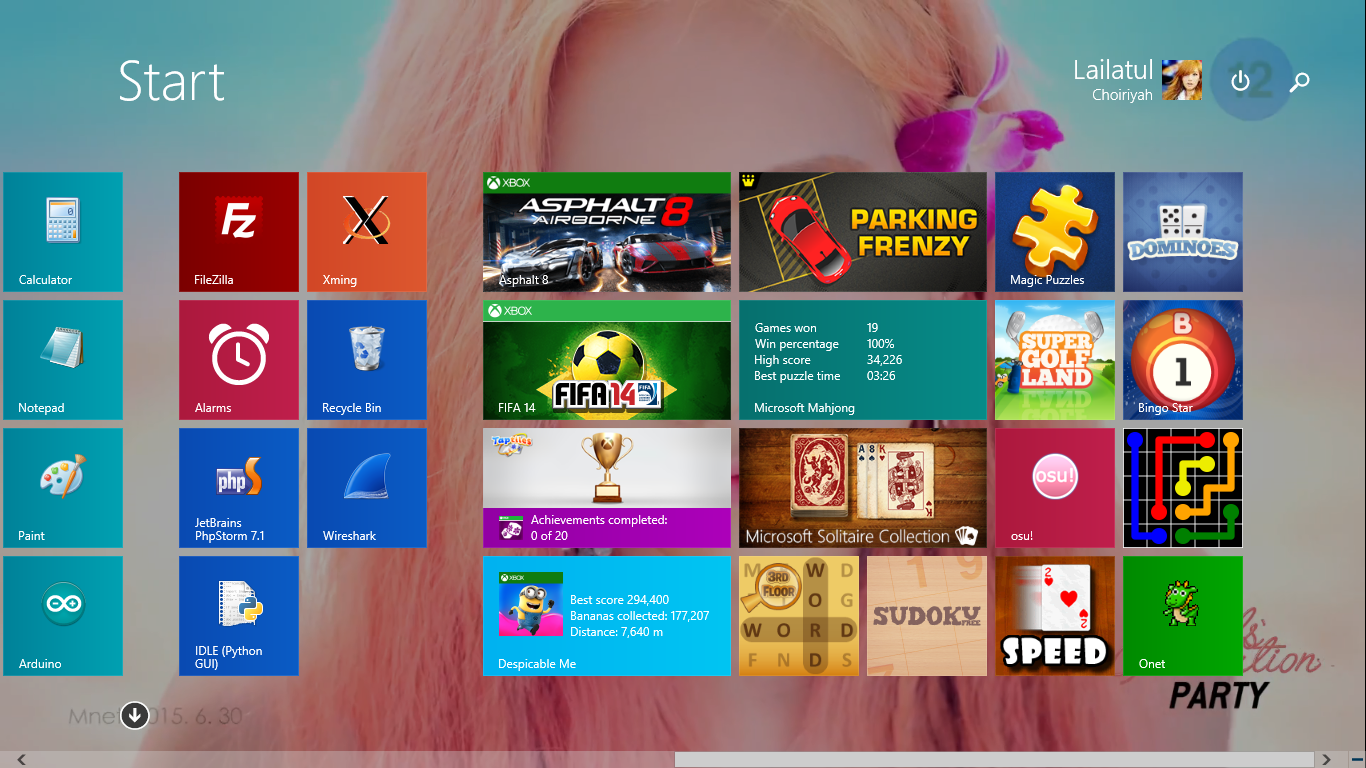 Start
Lailatul
Choiriyah
12
Calculator
FileZilla
Xming
XBOX
ASPHALT 8
AIRBORNE
Asphalt 8
PARKING
FRENZY
Magic Puzzles
DOMINOES
Notepad
Alarms
Recycle Bin
XBOX
FIFA 14
FIFA 14
Games won 19
Win percentage 100%
High score 34,226
Best puzzle time 03:26
Microsoft Mahjong
SUPER
GOLF
LAND
B
1
Bingo Star
Paint
php
JetBrains
PhpStorm 7.1
Wireshark
Taptiles
Achievements completed:
0 of 20
A 8 K
Microsoft Solitaire Collection
osu!
osu!
Arduino
IDLE (Python
GUI)
XBOX
Best score 294,400
Bananas collected: 177,207
Distance: 7,640 m
Despicable Me
3RD
FLOOR
M W D
O G
W O R D
F N D S
1 9
SUDOKU
FREE
2
2
SPEED
Onet
PARTY
Mnet 2015. 6. 30